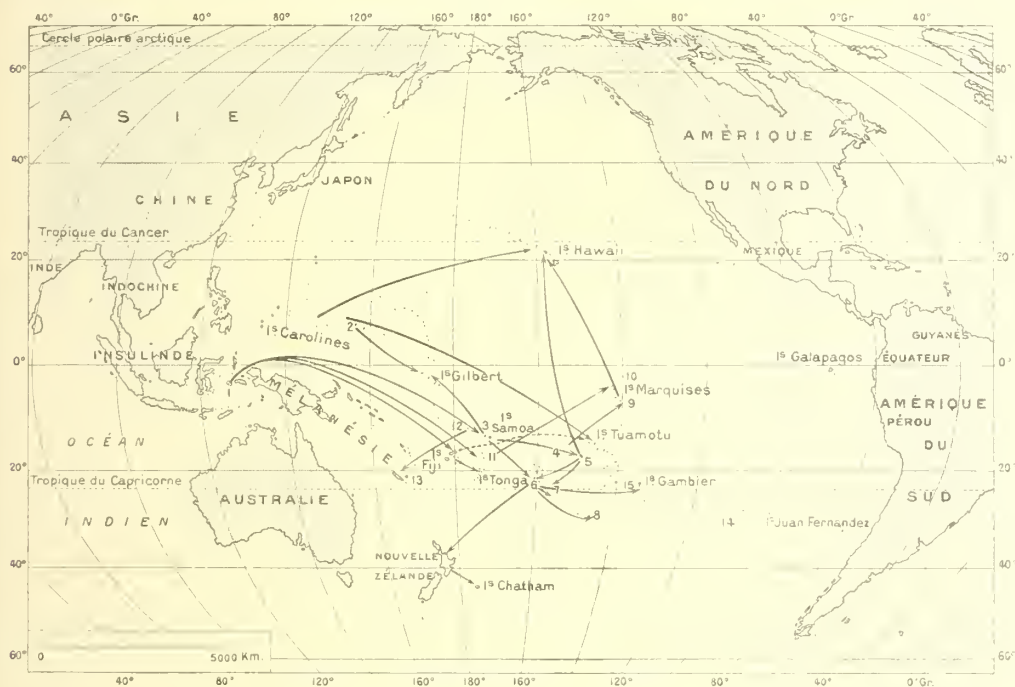 40° 0°Gr. 40° 80° 120° 160° 160° 120° 80° 40° 0°Gr. 40°
Cercle polaire arctique
60° 60°
A S I E
AMÉRIQUE
40° 40°
JAPON
DU NORD
CHINE
Tropique du Cancer
Iˢ Hawaii
MEXIQUE
20° 20°
INDE
INDOCHINE
2
Iˢ Carolines
GUYANES
INSULINDE
Iˢ Galapagos
ÉQUATEUR
0° 0°
Iˢ Gilbert
10
MÉLANÉSIE
Iˢ Marquises
9
AMÉRIQUE
PÉROU
12 3
Iˢ
Samoa
OCÉAN
Iˢ Tuamotu
DU
4
5
Iˢ
Fiji
11
20° 20°
13
Tropique du Capricorne
Iˢ Tonga
6
7
15
Iˢ Gambier
AUSTRALIE
SUD
INDIEN
8
14
Iˢ Juan Fernandez
NOUVELLE
ZÉLANDE
40° 40°
Iˢ Chatham
0 5000 Km.
60° 60°
40° 80° 120° 160° 180° 160° 120° 80° 40° 0°Gr.